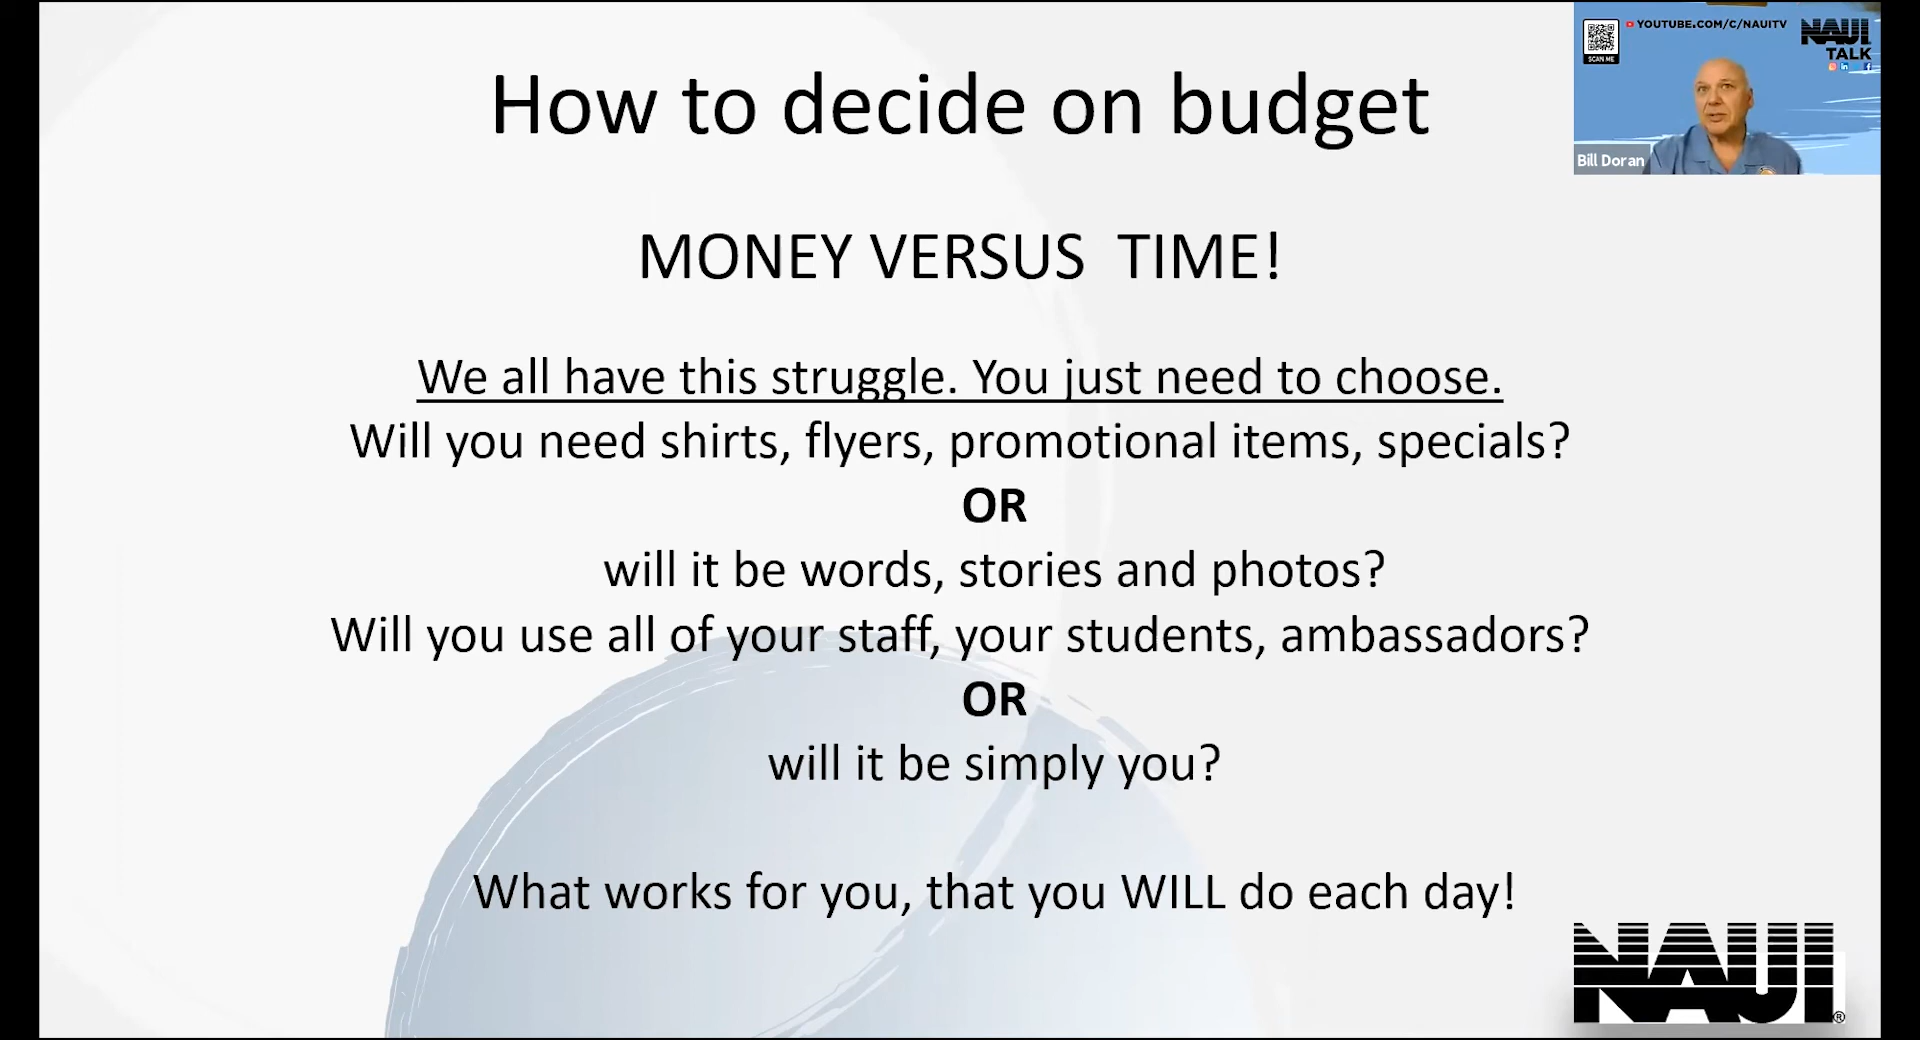 How to decide on budget
YOUTUBE.COM/C/NAUITV
SCAN ME
NAUI
TALK
Bill Doran
MONEY VERSUS  TIME!
We all have this struggle. You just need to choose.
Will you need shirts, flyers, promotional items, specials?
OR
will it be words, stories and photos?
Will you use all of your staff, your students, ambassadors?
OR
will it be simply you?
What works for you, that you WILL do each day!
NAUI®